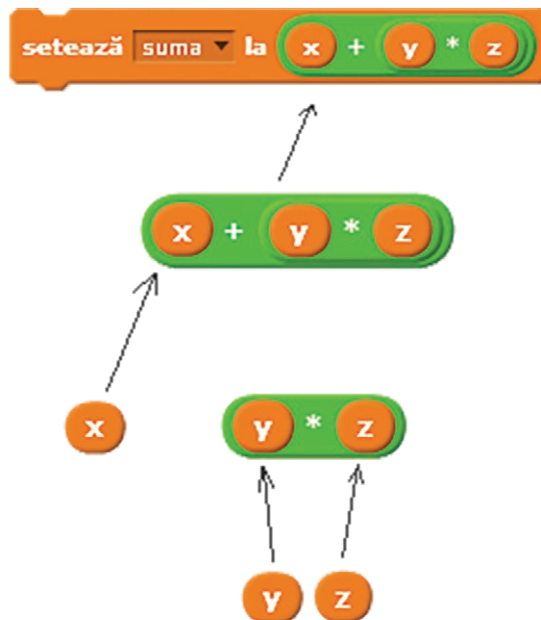 setează suma la x + y * z
x + y * z
x y * z
y z